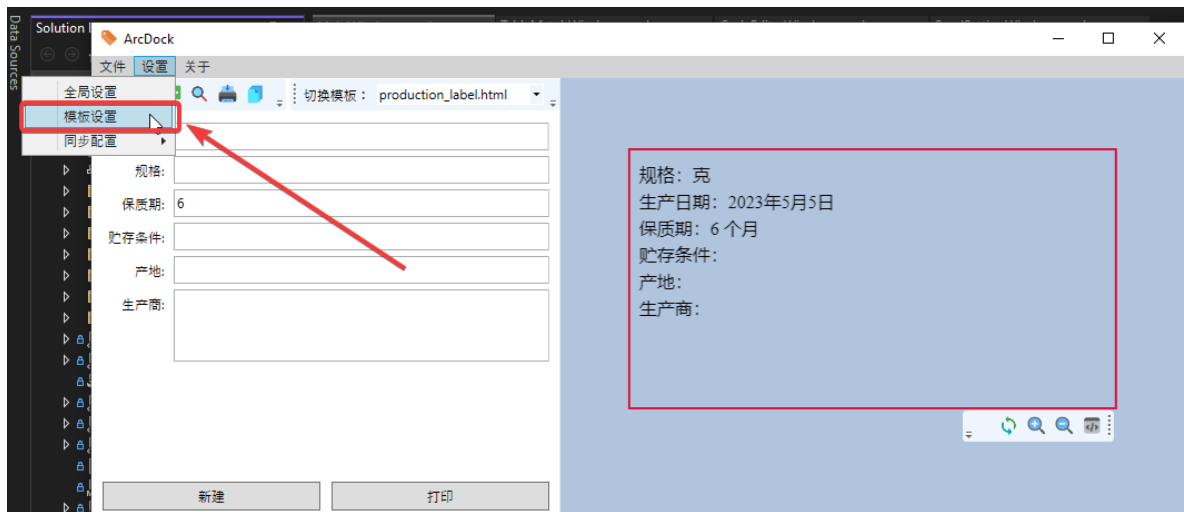 Data Sources
Solution
ArcDock
文件 设置 关于
全局设置
模板设置
同步配置
切换模板： production_label.html
规格:
保质期: 6
贮存条件:
产地:
生产商:
新建 打印
规格：克
生产日期：2023年5月5日
保质期：6 个月
贮存条件：
产地：
生产商：